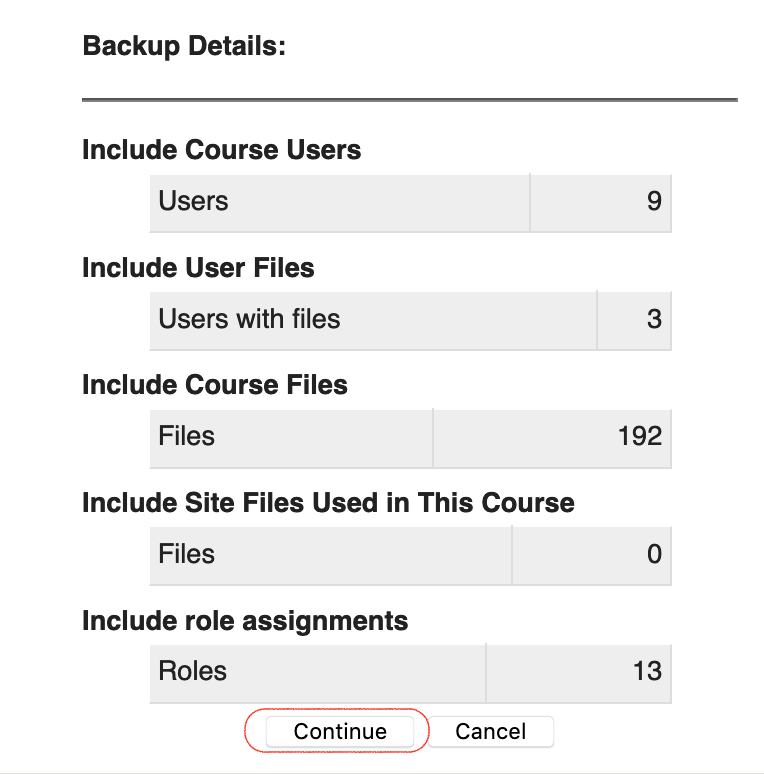 Backup Details:
Include Course Users
Users 9
Include User Files
Users with files 3
Include Course Files
Files 192
Include Site Files Used in This Course
Files 0
Include role assignments
Roles 13
Continue Cancel